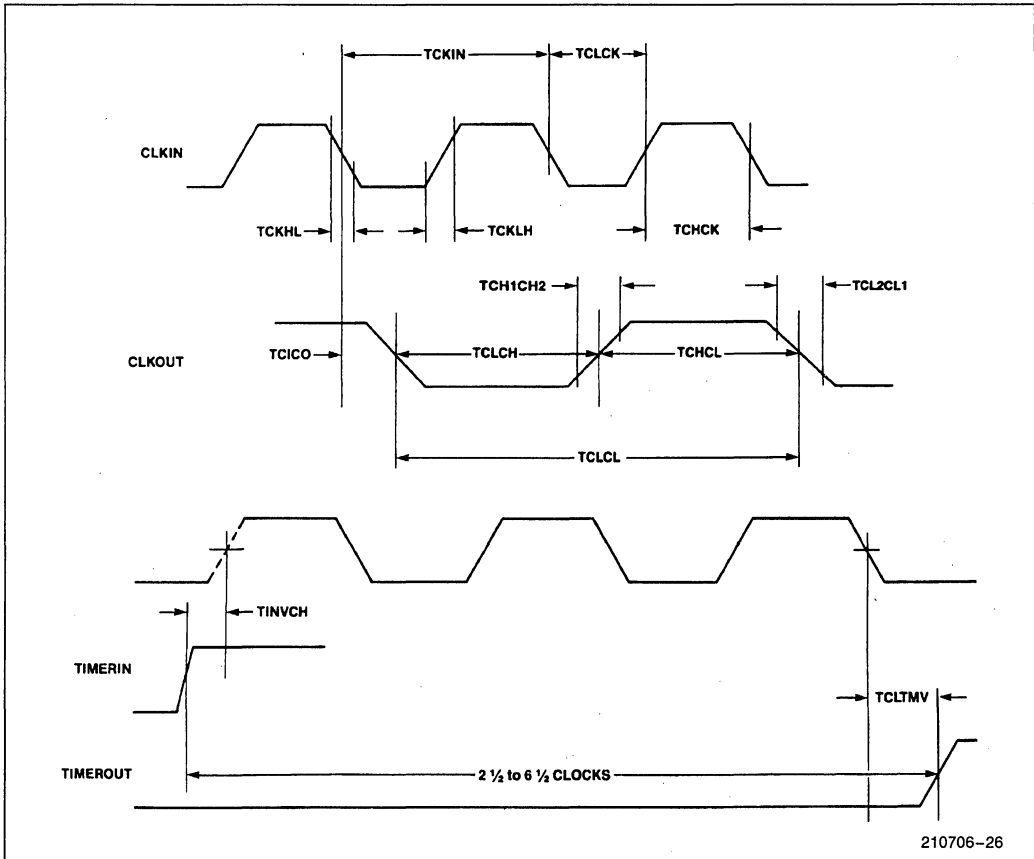 TCKIN
TCLCK
CLKIN
TCKHL
TCKLH
TCHCK
TCH1CH2
TCL2CL1
CLKOUT
TCICO
TCLCH
TCHCL
TCLCL
TINVCH
TIMERIN
TCLTMV
TIMEROUT
2 ½ to 6 ½ CLOCKS
210706-26